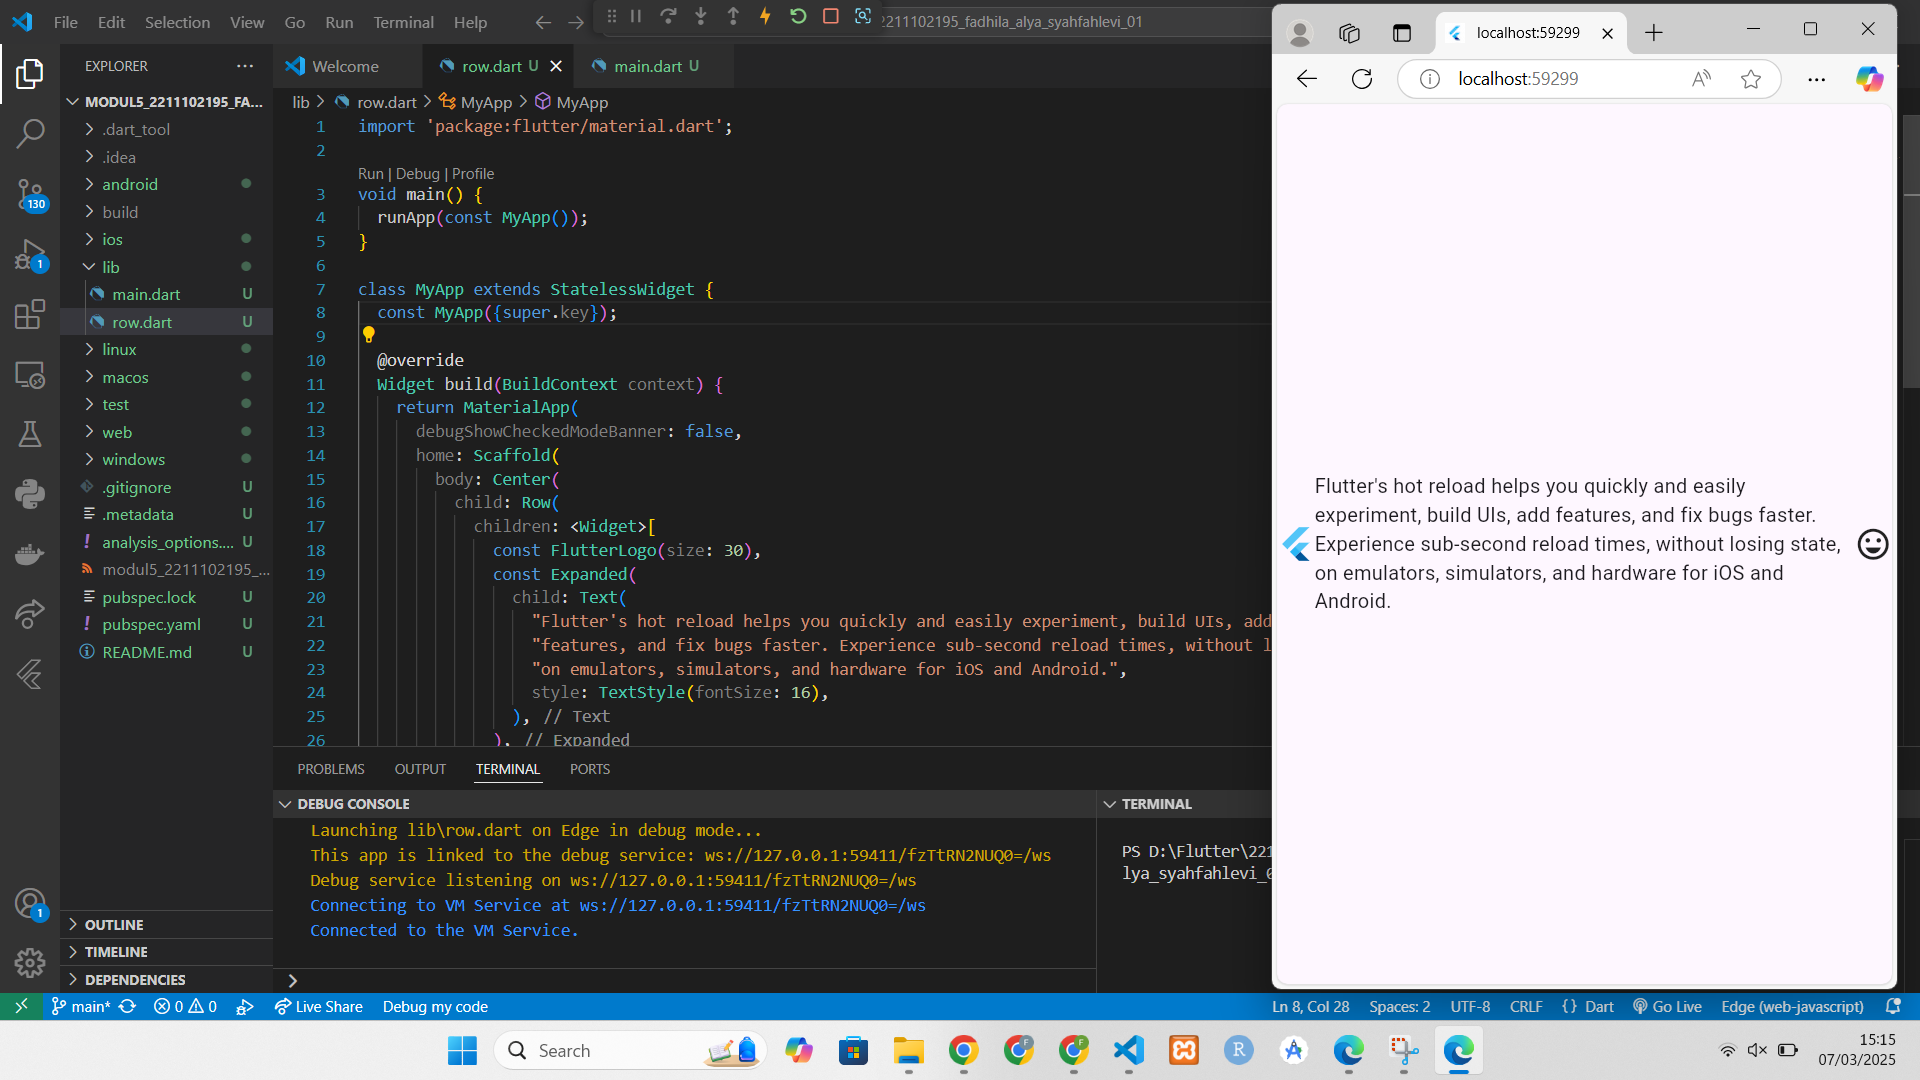 File Edit Selection View Go Run Terminal Help
2211102195_fadhila_alya_syahfahlevi_01
EXPLORER
MODUL5_2211102195_FA...
.dart_tool
.idea
android
build
ios
lib
main.dart U
row.dart U
linux
macos
test
web
windows
.gitignore U
.metadata U
analysis_options.... U
modul5_2211102195_...
pubspec.lock U
pubspec.yaml U
README.md U
OUTLINE
TIMELINE
DEPENDENCIES
130
1
1
Welcome
row.dart U
main.dart U
lib > row.dart > MyApp > MyApp
1 import 'package:flutter/material.dart';
2
Run | Debug | Profile
3 void main() {
4 runApp(const MyApp());
5 }
6
7 class MyApp extends StatelessWidget {
8 const MyApp({super.key});
9
10 @override
11 Widget build(BuildContext context) {
12 return MaterialApp(
13 debugShowCheckedModeBanner: false,
14 home: Scaffold(
15 body: Center(
16 child: Row(
17 children: <Widget>[
18 const FlutterLogo(size: 30),
19 const Expanded(
20 child: Text(
21 "Flutter's hot reload helps you quickly and easily experiment, build UIs, add
22 "features, and fix bugs faster. Experience sub-second reload times, without l
23 "on emulators, simulators, and hardware for iOS and Android.",
24 style: TextStyle(fontSize: 16),
25 ), // Text
26 ), // Expanded
PROBLEMS OUTPUT TERMINAL PORTS
DEBUG CONSOLE
Launching lib\row.dart on Edge in debug mode...
This app is linked to the debug service: ws://127.0.0.1:59411/fzTtRN2NUQ0=/ws
Debug service listening on ws://127.0.0.1:59411/fzTtRN2NUQ0=/ws
Connecting to VM Service at ws://127.0.0.1:59411/fzTtRN2NUQ0=/ws
Connected to the VM Service.
>
TERMINAL
PS D:\Flutter\221
lya_syahfahlevi_0
localhost:59299
localhost:59299
Flutter's hot reload helps you quickly and easily
experiment, build UIs, add features, and fix bugs faster.
Experience sub-second reload times, without losing state,
on emulators, simulators, and hardware for iOS and
Android.
main* 0 0 Live Share Debug my code
Ln 8, Col 28 Spaces: 2 UTF-8 CRLF {} Dart Go Live Edge (web-javascript)
Search
15:15
07/03/2025